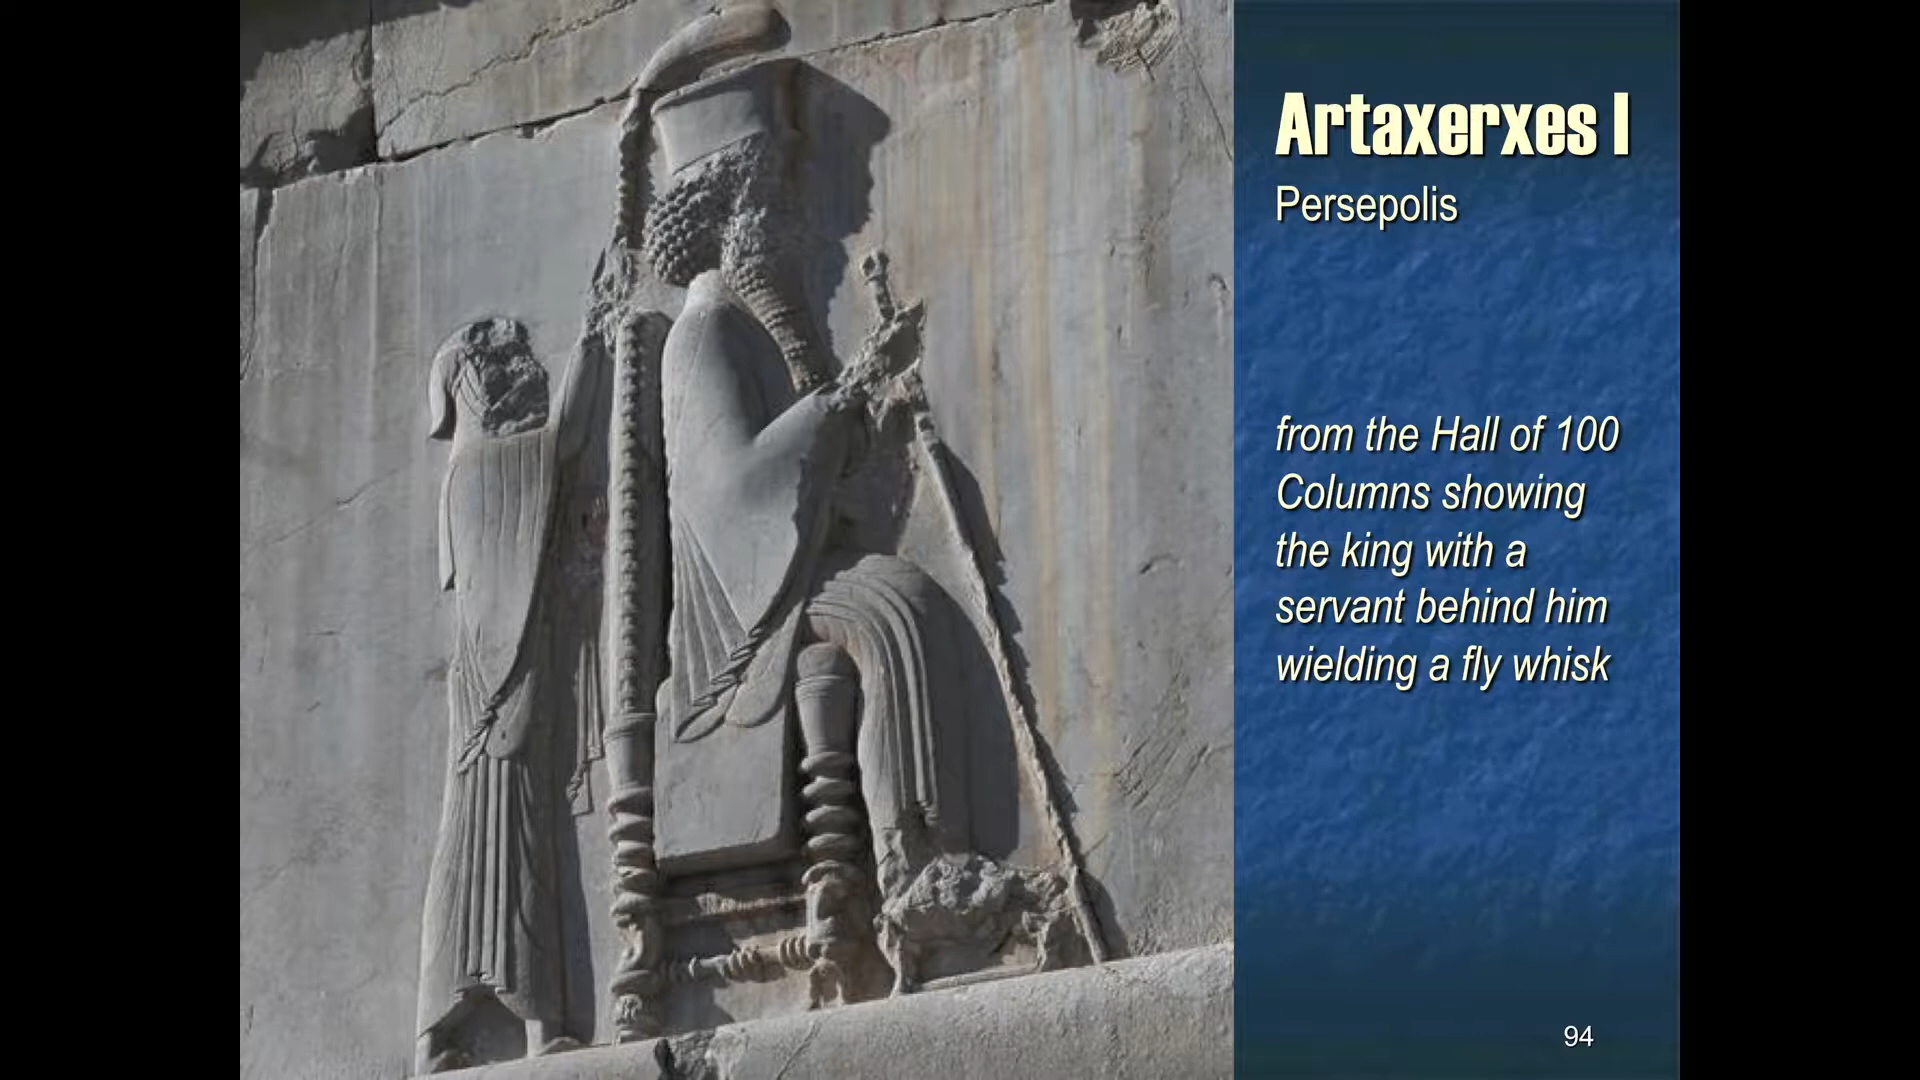 Artaxerxes I
Persepolis
from the Hall of 100
Columns showing
the king with a
servant behind him
wielding a fly whisk
94